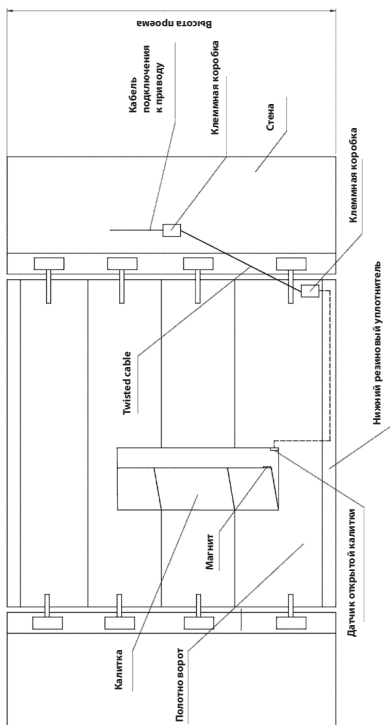 Высота проема
Кабель
подключения
к приводу
Клеммная коробка
Стена
Клеммная коробка
Twisted cable
Нижний резиновый уплотнитель
Магнит
Датчик открытой калитки
Калитка
Полотно ворот